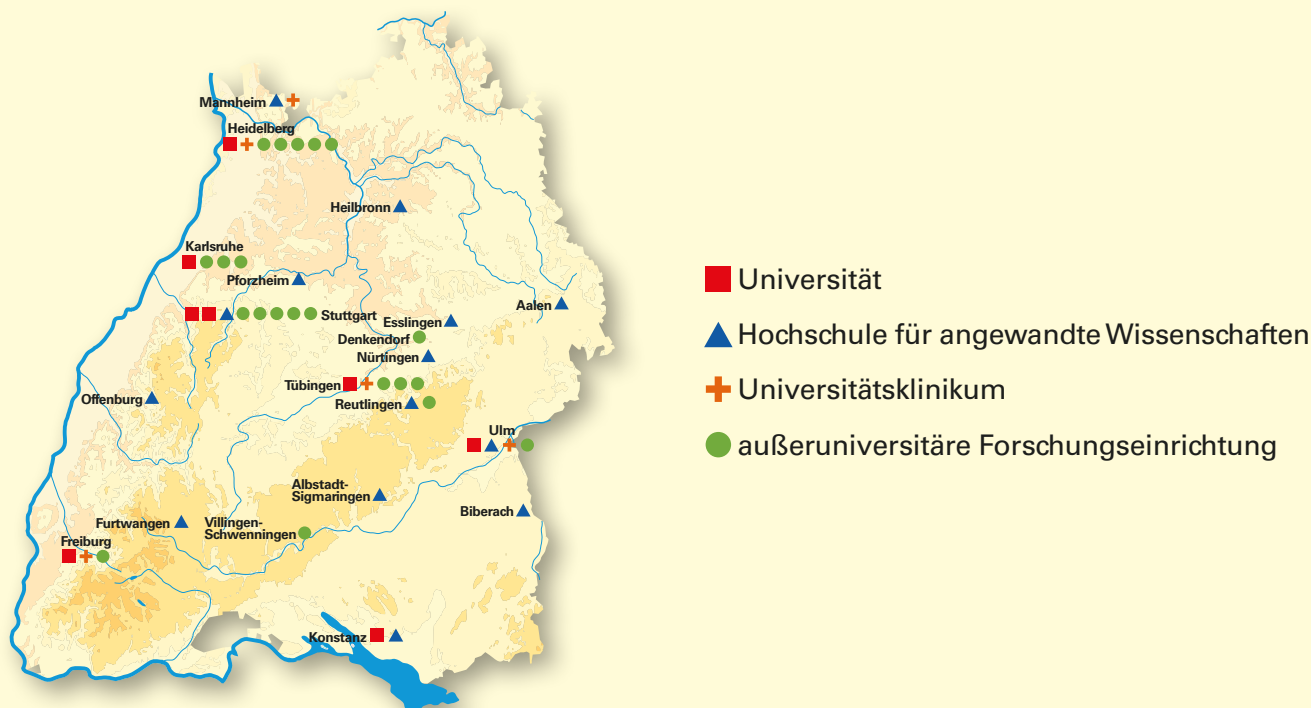 Mannheim
Heidelberg
Heilbronn
Karlsruhe
Pforzheim
Aalen
Stuttgart
Esslingen
Denkendorf
Nürtingen
Tübingen
Offenburg
Reutlingen
Ulm
Albstadt-
Sigmaringen
Biberach
Furtwangen
Villingen-
Schwenningen
Freiburg
Konstanz
Universität
Hochschule für angewandte Wissenschaften
Universitätsklinikum
außeruniversitäre Forschungseinrichtung